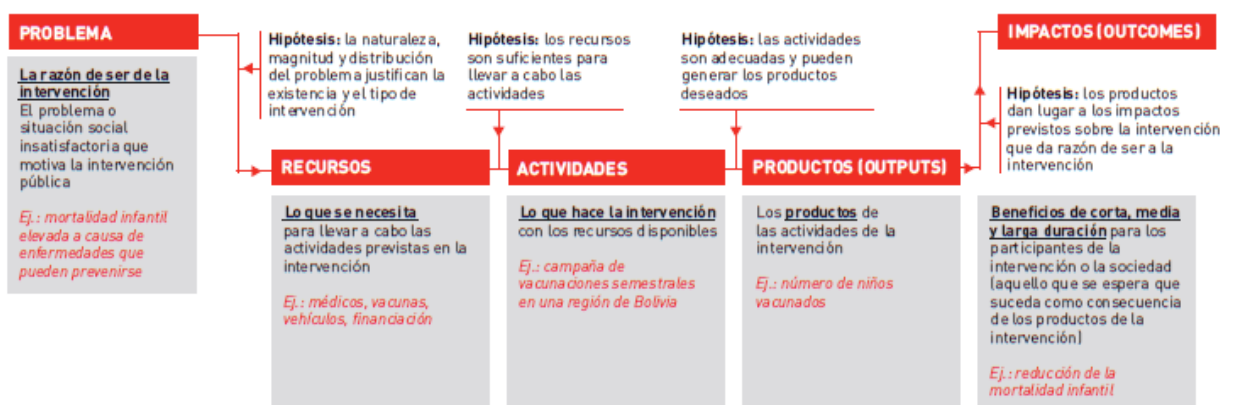 PROBLEMA
La razón de ser de la
intervención
El problema o
situación social
insatisfactoria que
motiva la intervención
pública
Ej.: mortalidad infantil
elevada a causa de
enfermedades que
pueden prevenirse
Hipótesis: la naturaleza,
magnitud y distribución
del problema justifican la
existencia y el tipo de
intervención
RECURSOS
Lo que se necesita
para llevar a cabo las
actividades previstas en la
intervención
Ej.: médicos, vacunas,
vehículos, financiación
Hipótesis: los recursos
son suficientes para
llevar a cabo las
actividades
ACTIVIDADES
Lo que hace la intervención
con los recursos disponibles
Ej.: campaña de
vacunaciones semestrales
en una región de Bolivia
Hipótesis: las actividades
son adecuadas y pueden
generar los productos
deseados
PRODUCTOS (OUTPUTS)
Los productos de
las actividades de la
intervención
Ej.: número de niños
vacunados
IMPACTOS (OUTCOMES)
Hipótesis: los productos
dan lugar a los impactos
previstos sobre la intervención
que da razón de ser a la
intervención
Beneficios de corta, media
y larga duración para los
participantes de la
intervención o la sociedad
(aquello que se espera que
suceda como consecuencia
de los productos de la
intervención)
Ej.: reducción de la
mortalidad infantil